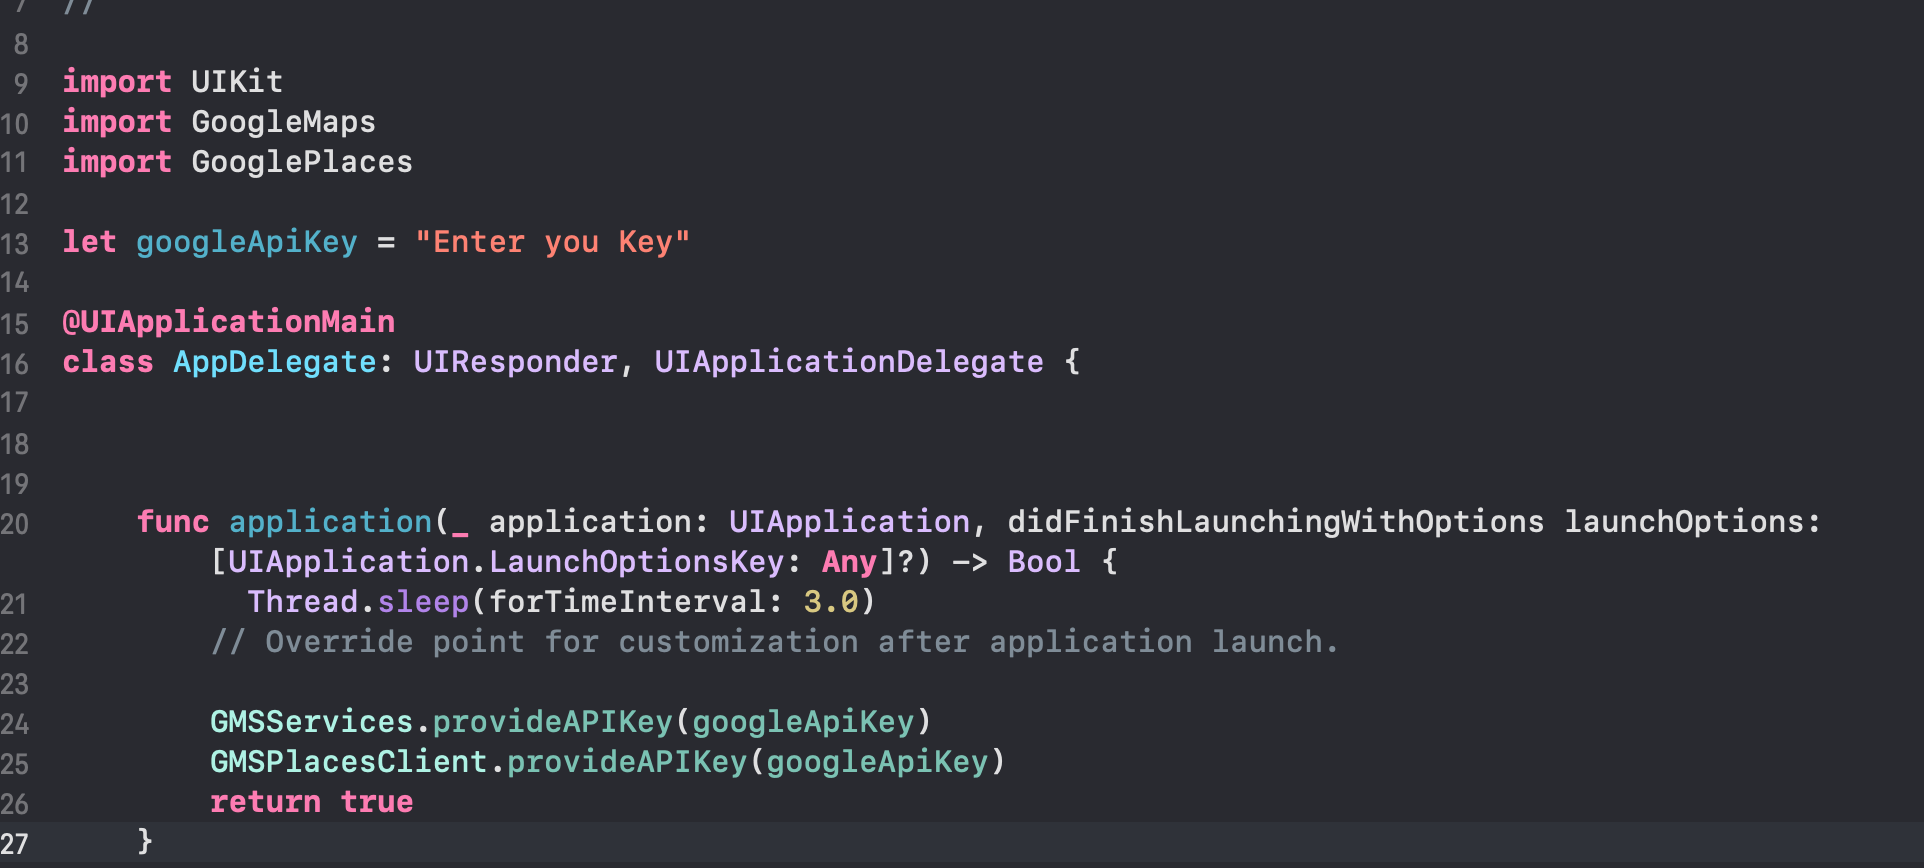 7 //
8
9 import UIKit
10 import GoogleMaps
11 import GooglePlaces
12
13 let googleApiKey = "Enter you Key"
14
15 @UIApplicationMain
16 class AppDelegate: UIResponder, UIApplicationDelegate {
17
18
19
20 func application(_ application: UIApplication, didFinishLaunchingWithOptions launchOptions:
[UIApplication.LaunchOptionsKey: Any]?) -> Bool {
21 Thread.sleep(forTimeInterval: 3.0)
22 // Override point for customization after application launch.
23
24 GMSServices.provideAPIKey(googleApiKey)
25 GMSPlacesClient.provideAPIKey(googleApiKey)
26 return true
27 }